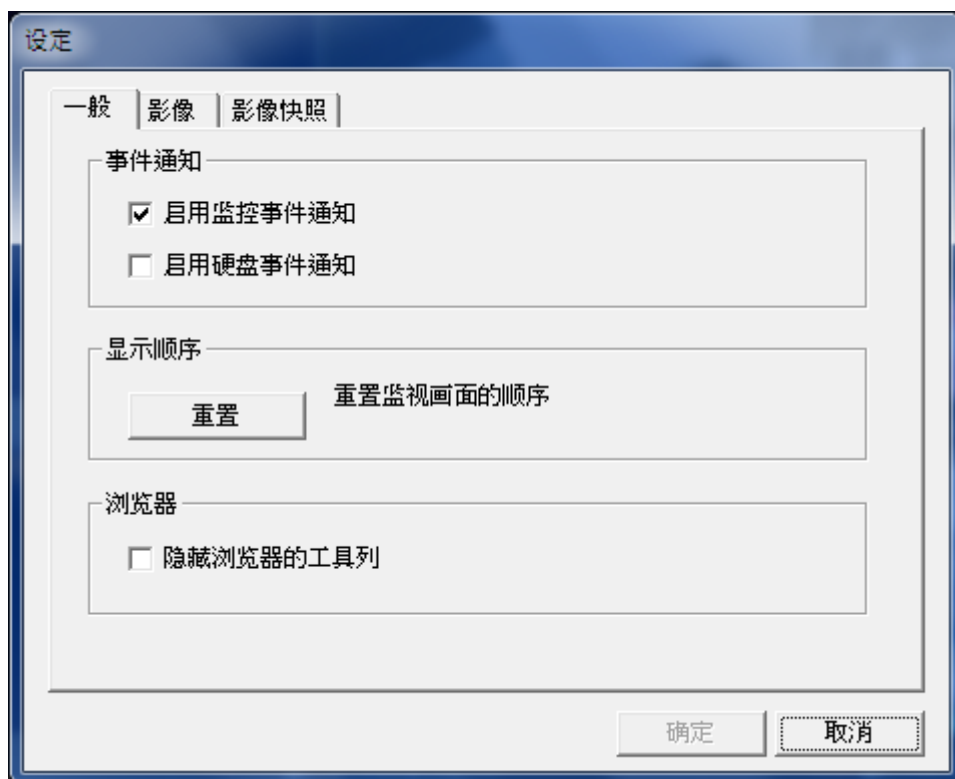 设定
一般
影像
影像快照
事件通知
启用监控事件通知
启用硬盘事件通知
显示顺序
重置
重置监视画面的顺序
浏览器
隐藏浏览器的工具列
确定
取消